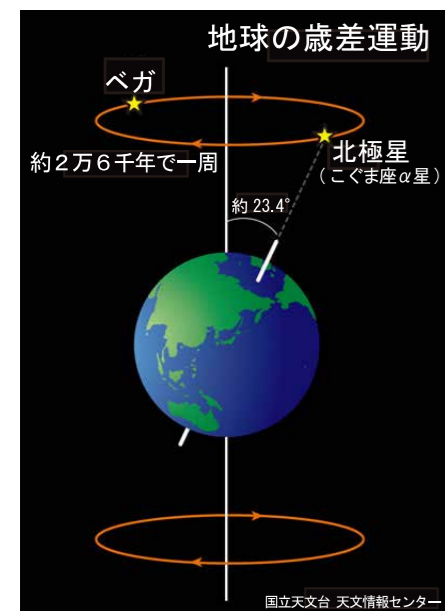 地球の歳差運動
ベガ
北極星
（こぐま座α星）
約２万６千年で一周
約 23.4°
国立天文台 天文情報センター